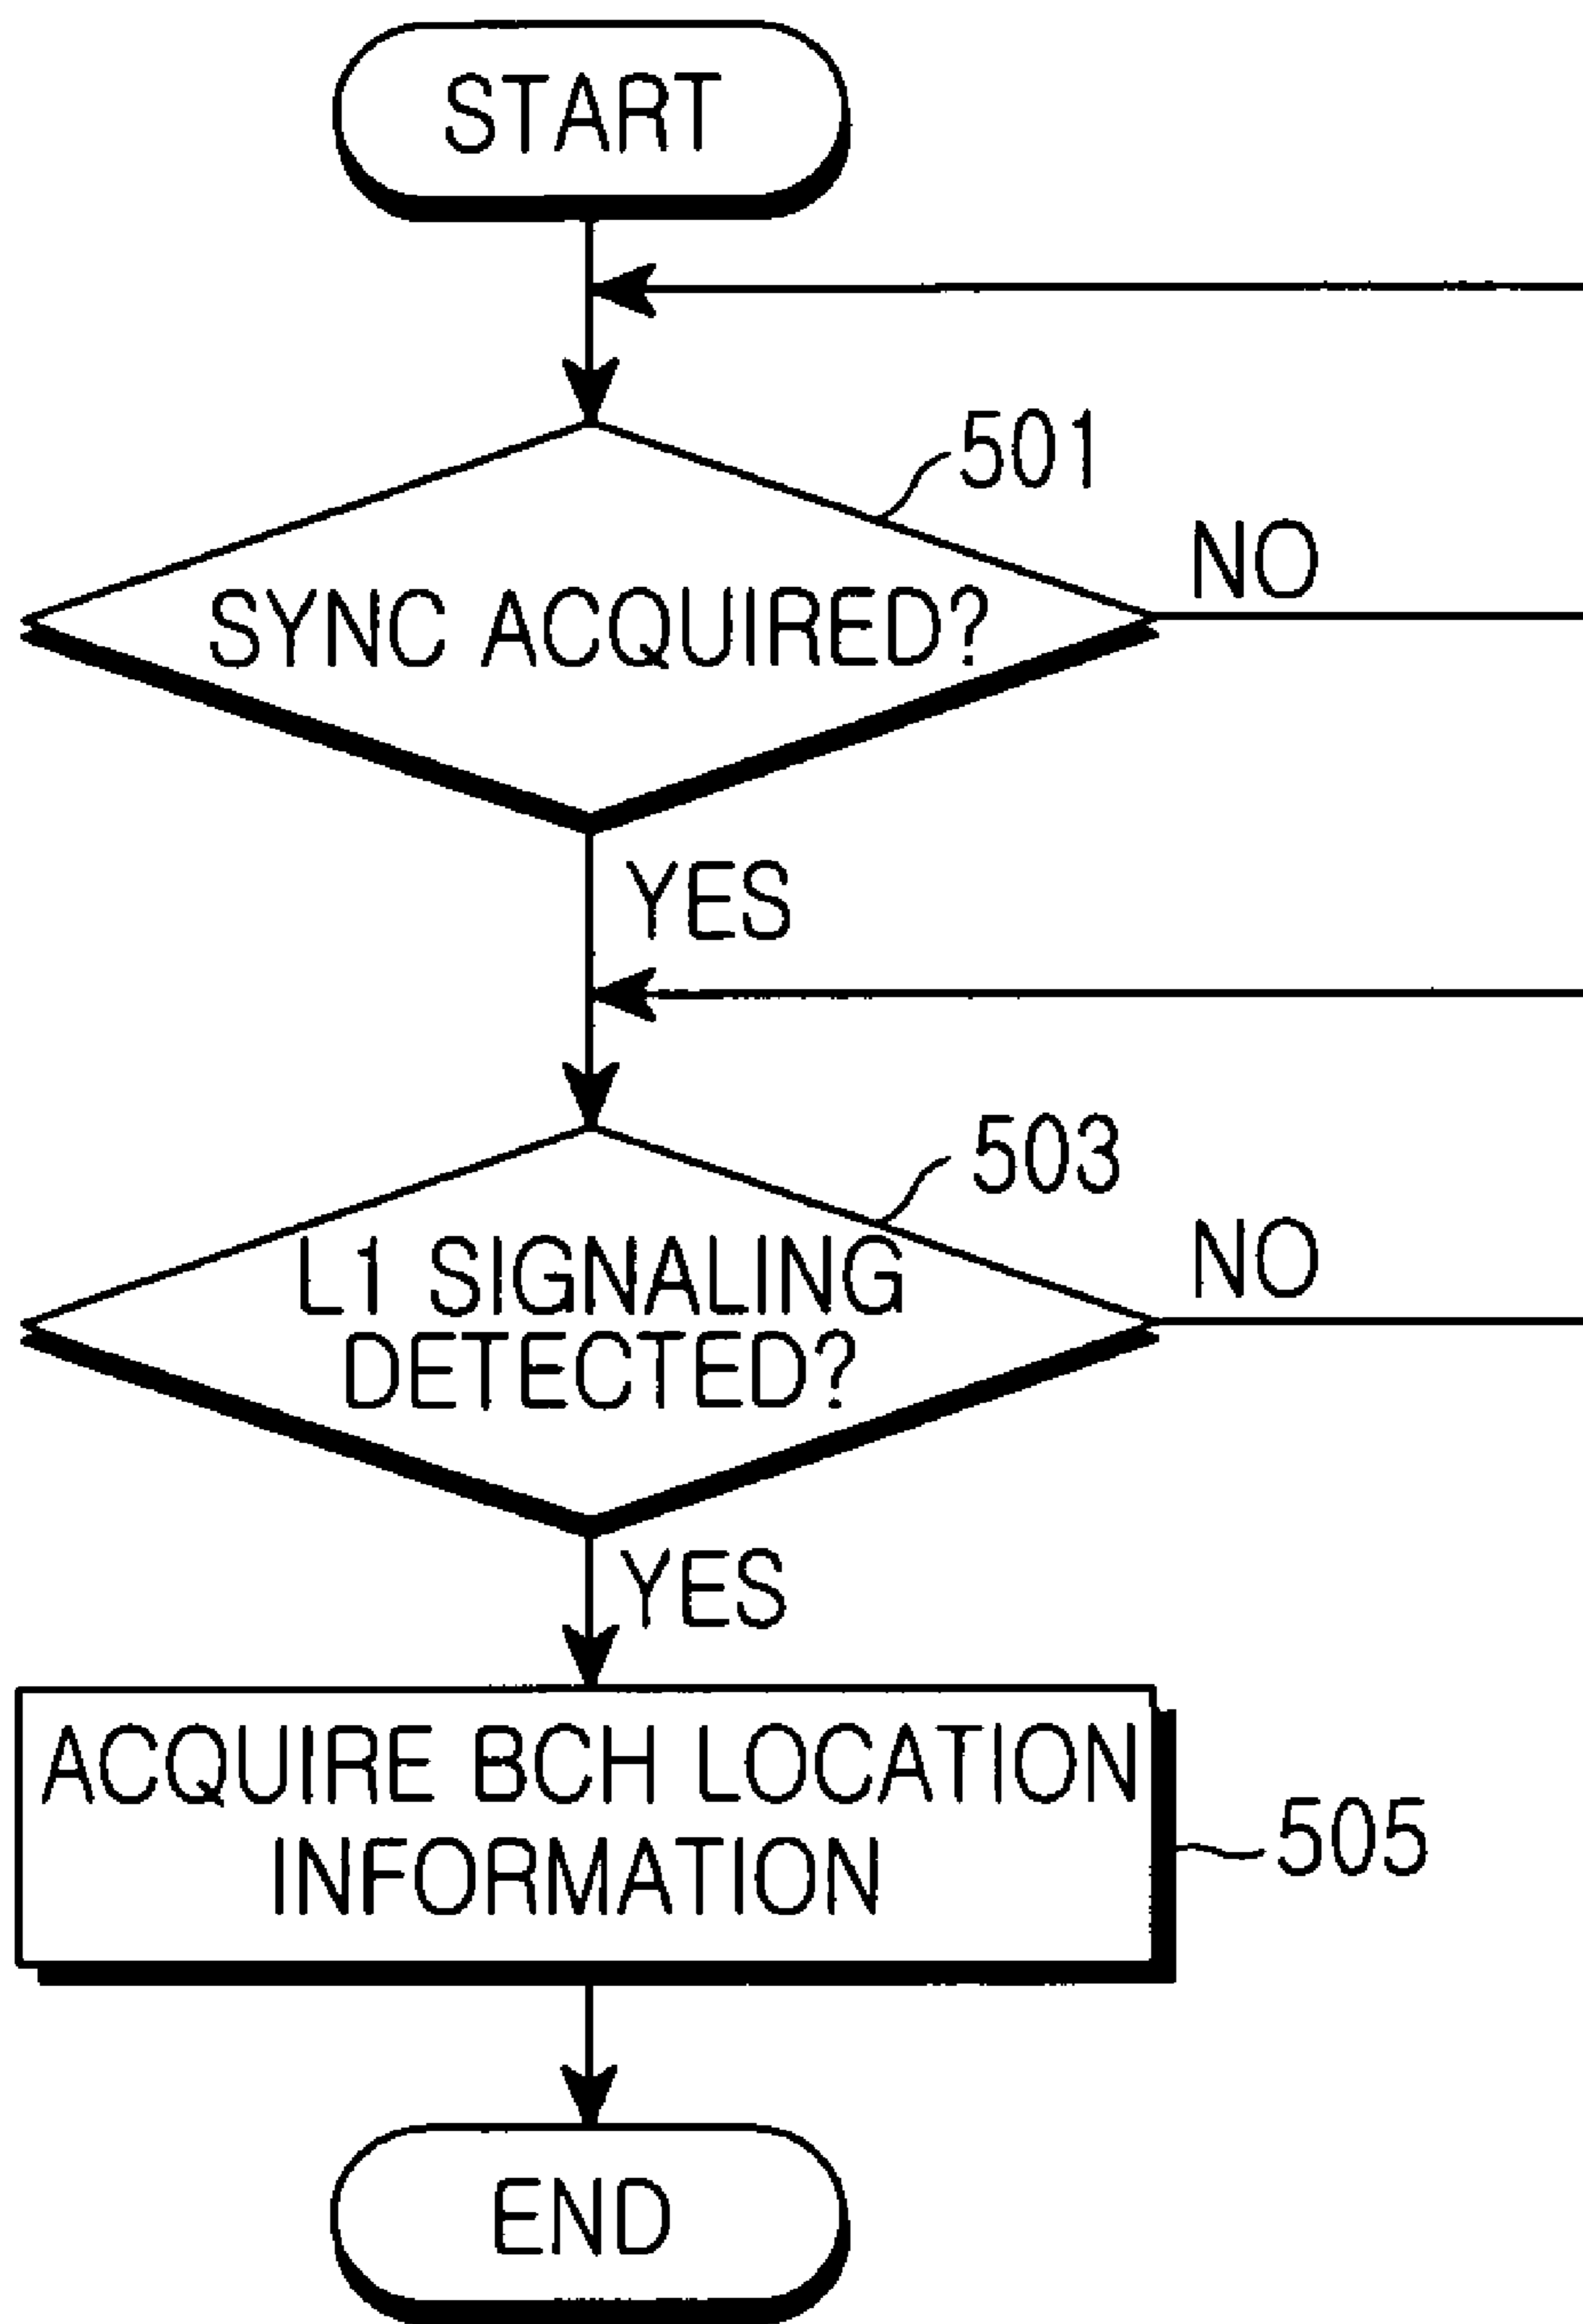 START
501
SYNC ACQUIRED?
NO
YES
503
L1 SIGNALING
DETECTED?
NO
YES
ACQUIRE BCH LOCATION
INFORMATION
505
END